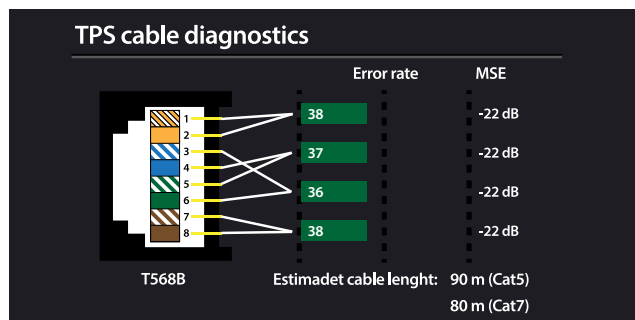 TPS cable diagnostics
Error rate MSE
1 38 -22 dB
2
3 37 -22 dB
4
5 36 -22 dB
6
7 38 -22 dB
8
T568B Estimadet cable lenght: 90 m (Cat5)
80 m (Cat7)